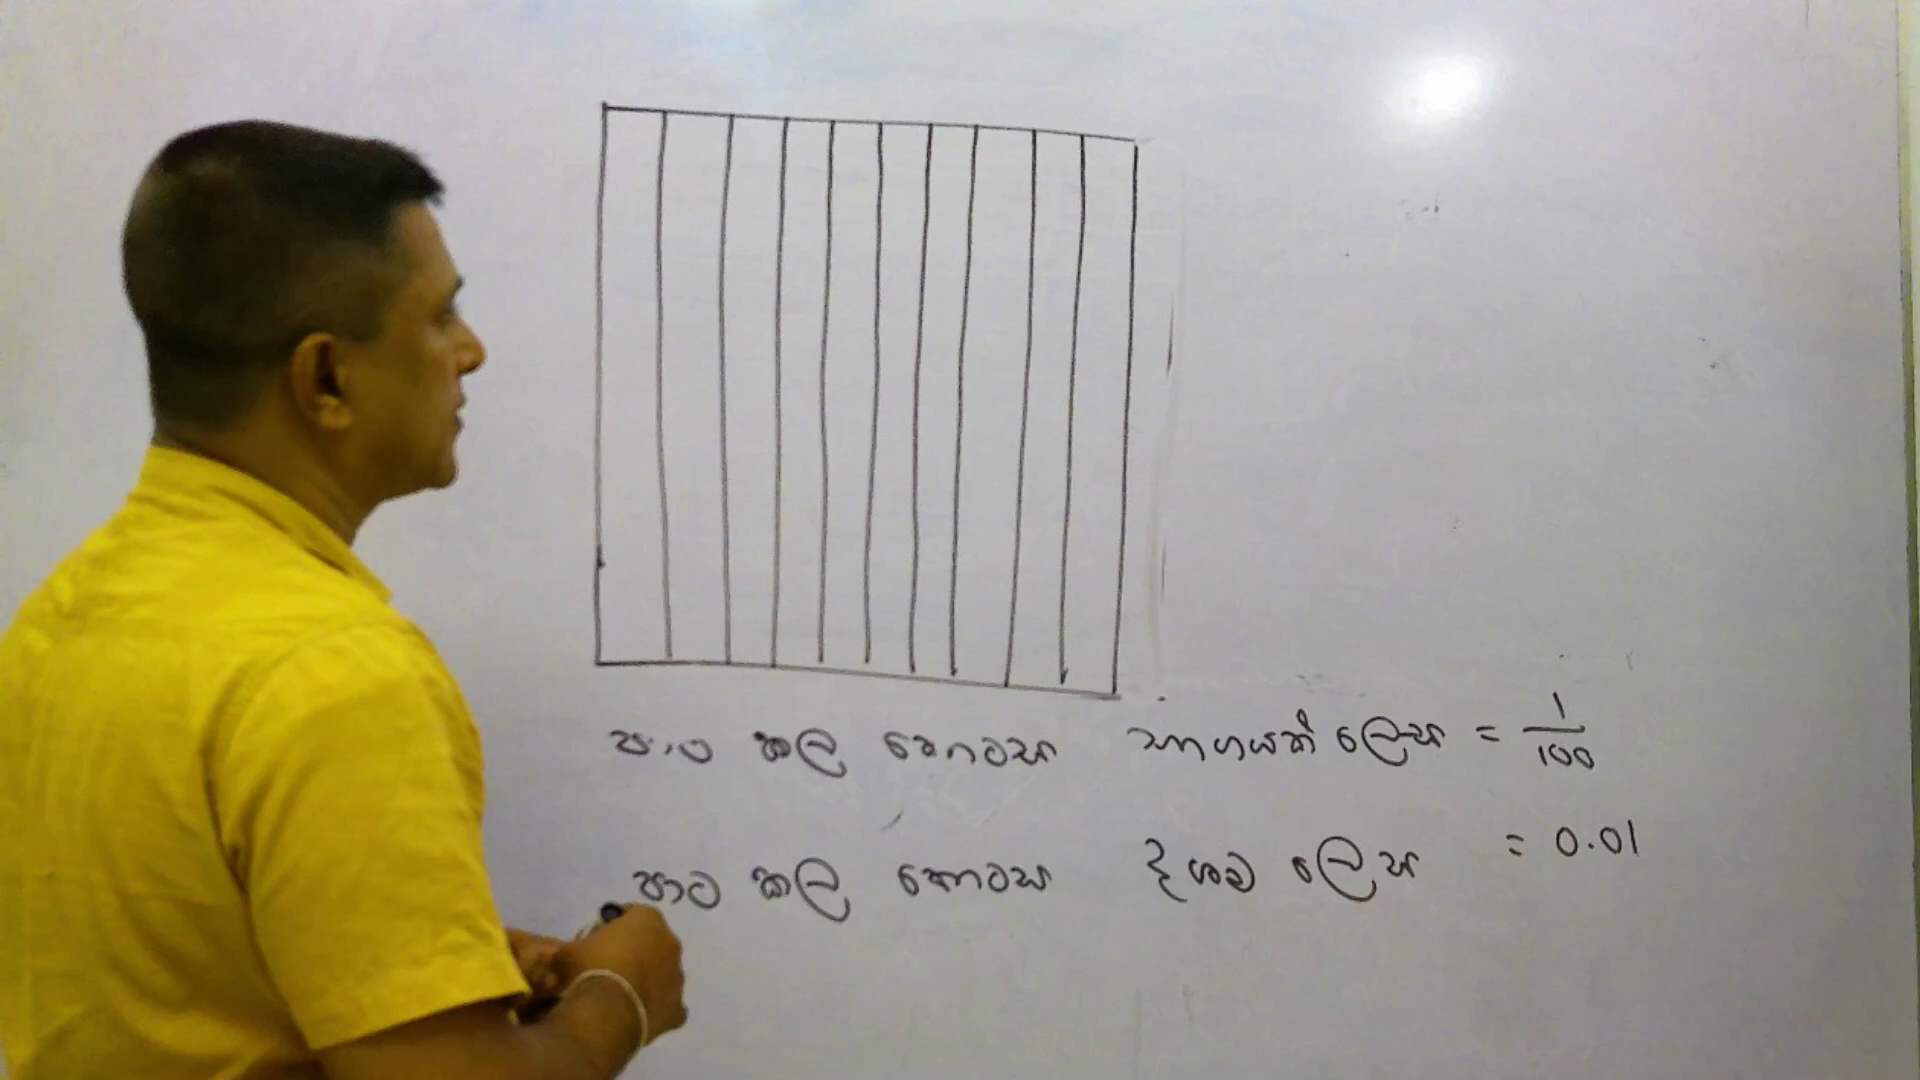 පාට කල කොටස භාගයක් ලෙස = 1/100
පාට කල කොටස දශම ලෙස = 0.01